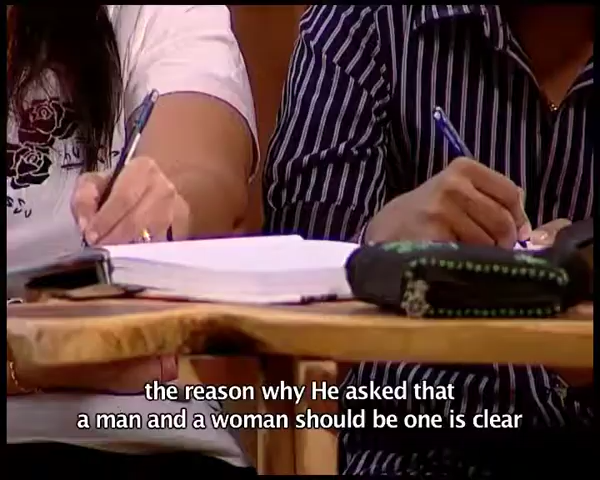 the reason why He asked that
a man and a woman should be one is clear